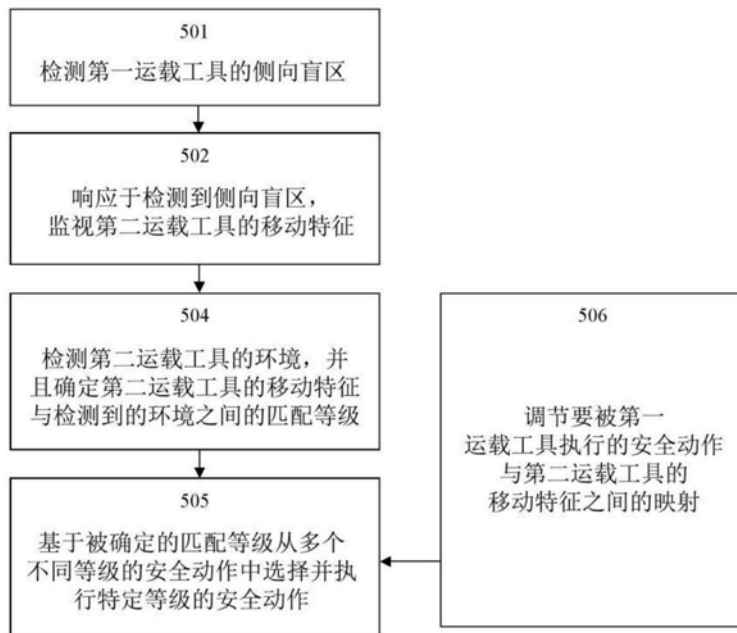 501
检测第一运载工具的侧向盲区
502
响应于检测到侧向盲区，
监视第二运载工具的移动特征
504
检测第二运载工具的环境，并
且确定第二运载工具的移动特征
与检测到的环境之间的匹配等级
505
基于被确定的匹配等级从多个
不同等级的安全动作中选择并执
行特定等级的安全动作
506
调节要被第一
运载工具执行的安全动作
与第二运载工具的
移动特征之间的映射